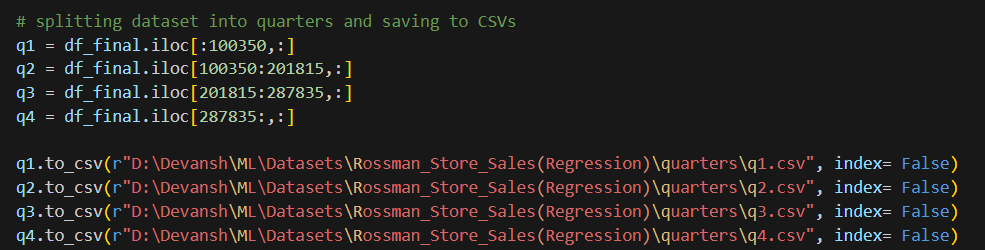 # splitting dataset into quarters and saving to CSVs
q1 = df_final.iloc[:100350,:]
q2 = df_final.iloc[100350:201815,:]
q3 = df_final.iloc[201815:287835,:]
q4 = df_final.iloc[287835:,:]
q1.to_csv(r"D:\Devansh\ML\Datasets\Rossman_Store_Sales(Regression)\quarters\q1.csv", index= False)
q2.to_csv(r"D:\Devansh\ML\Datasets\Rossman_Store_Sales(Regression)\quarters\q2.csv", index= False)
q3.to_csv(r"D:\Devansh\ML\Datasets\Rossman_Store_Sales(Regression)\quarters\q3.csv", index= False)
q4.to_csv(r"D:\Devansh\ML\Datasets\Rossman_Store_Sales(Regression)\quarters\q4.csv", index= False)